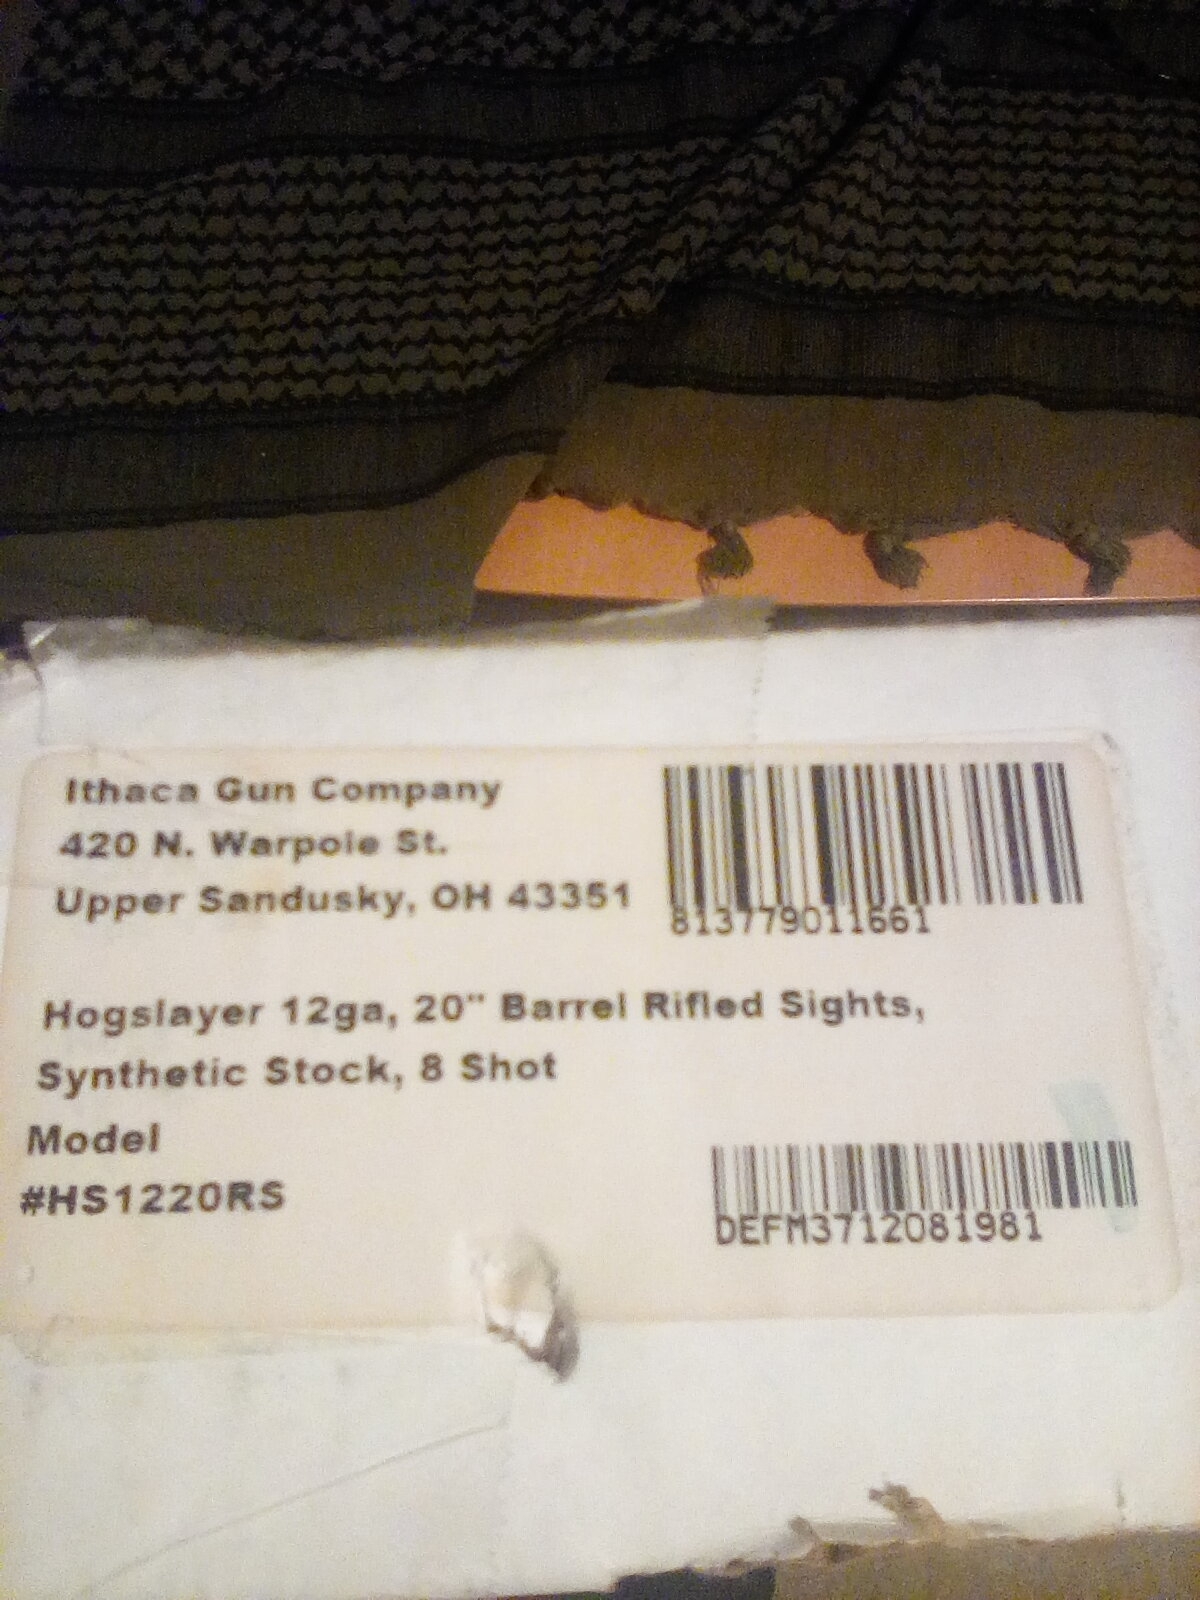 Ithaca Gun Company
420 N. Warpole St.
Upper Sandusky, OH 43351
813779011661
Hogslayer 12ga, 20" Barrel Rifled Sights,
Synthetic Stock, 8 Shot
Model
#HS1220RS
DEFM3712081981